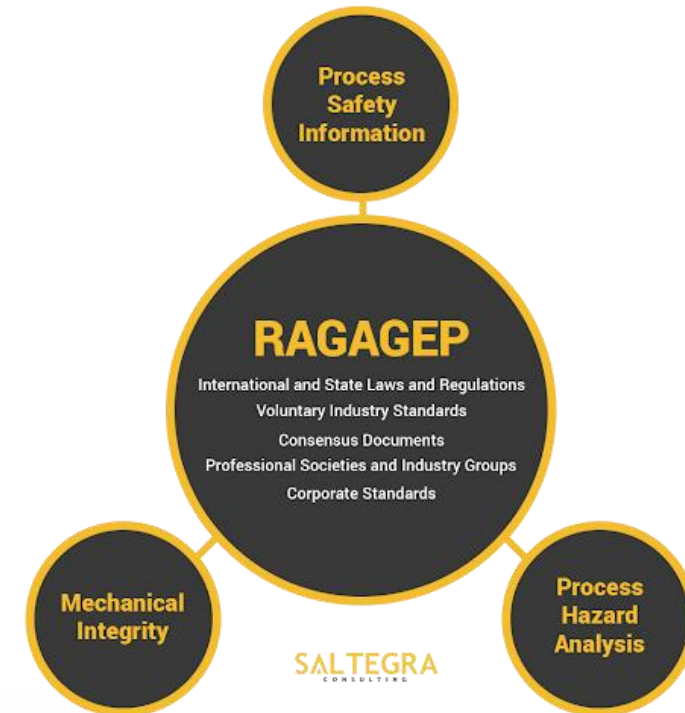 Process
Safety
Information
RAGAGEP
International and State Laws and Regulations
Voluntary Industry Standards
Consensus Documents
Professional Societies and Industry Groups
Corporate Standards
Mechanical
Integrity
Process
Hazard
Analysis
SALTEGRA
CONSULTING